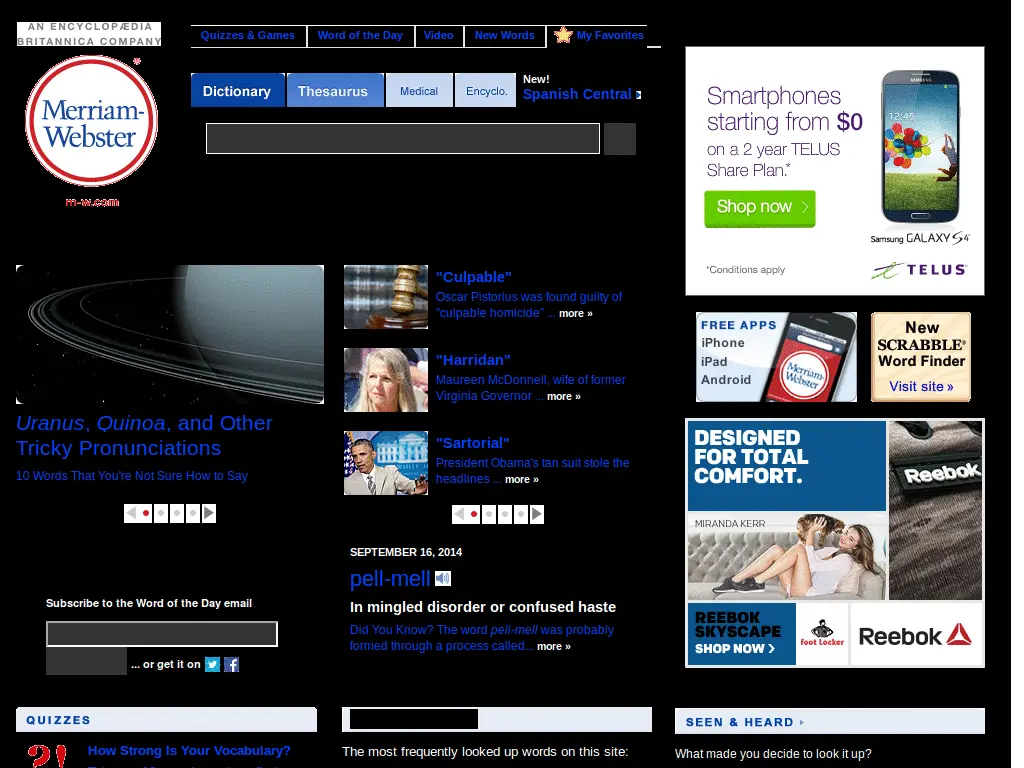 AN ENCYCLOPÆDIA
BRITANNICA COMPANY
Merriam-
Webster
®
m-w.com
Quizzes & Games
Word of the Day
Video
New Words
My Favorites
Dictionary
Thesaurus
Medical
Encyclo.
New!
Spanish Central
Smartphones
starting from $0
on a 2 year TELUS
Share Plan.*
Shop now
12:45
Samsung GALAXY S4
*Conditions apply
TELUS®
Uranus, Quinoa, and Other
Tricky Pronunciations
10 Words That You're Not Sure How to Say
"Culpable"
Oscar Pistorius was found guilty of
"culpable homicide" ... more »
"Harridan"
Maureen McDonnell, wife of former
Virginia Governor ... more »
"Sartorial"
President Obama's tan suit stole the
headlines ... more »
FREE APPS
iPhone
iPad
Android
Merriam-
Webster
New
SCRABBLE®
Word Finder
Visit site »
DESIGNED
FOR TOTAL
COMFORT.
Reebok
MIRANDA KERR
REEBOK
SKYSCAPE
SHOP NOW
Foot Locker
Reebok
SEPTEMBER 16, 2014
pell-mell
In mingled disorder or confused haste
Did You Know? The word pell-mell was probably
formed through a process called... more »
Subscribe to the Word of the Day email
... or get it on
QUIZZES
How Strong Is Your Vocabulary?
The most frequently looked up words on this site:
SEEN & HEARD
What made you decide to look it up?